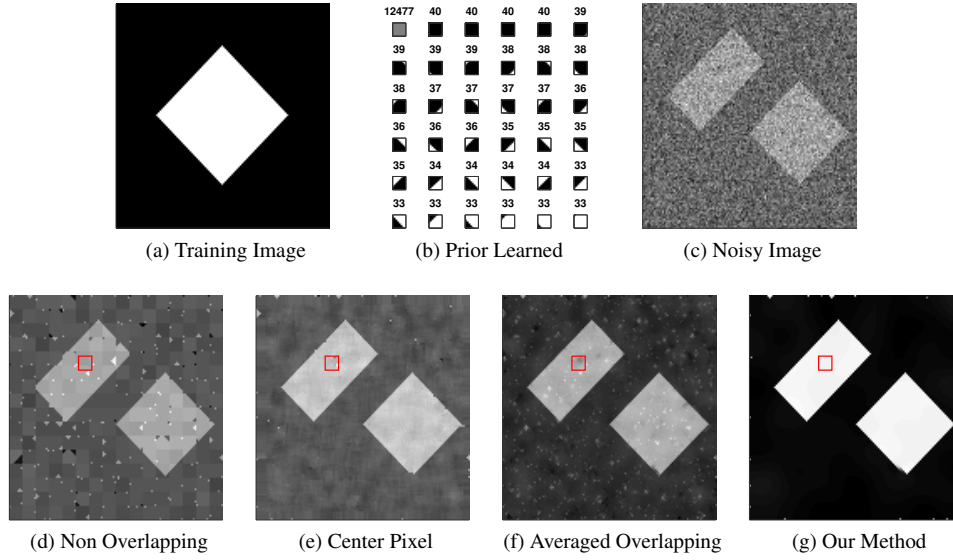 12477 40 40 40 40 39
39 39 39 38 38 38
38 37 37 37 37 36
36 36 36 35 35 35
35 34 34 34 34 33
33 33 33 33 33 33
(a) Training Image
(b) Prior Learned
(c) Noisy Image
(d) Non Overlapping
(e) Center Pixel
(f) Averaged Overlapping
(g) Our Method